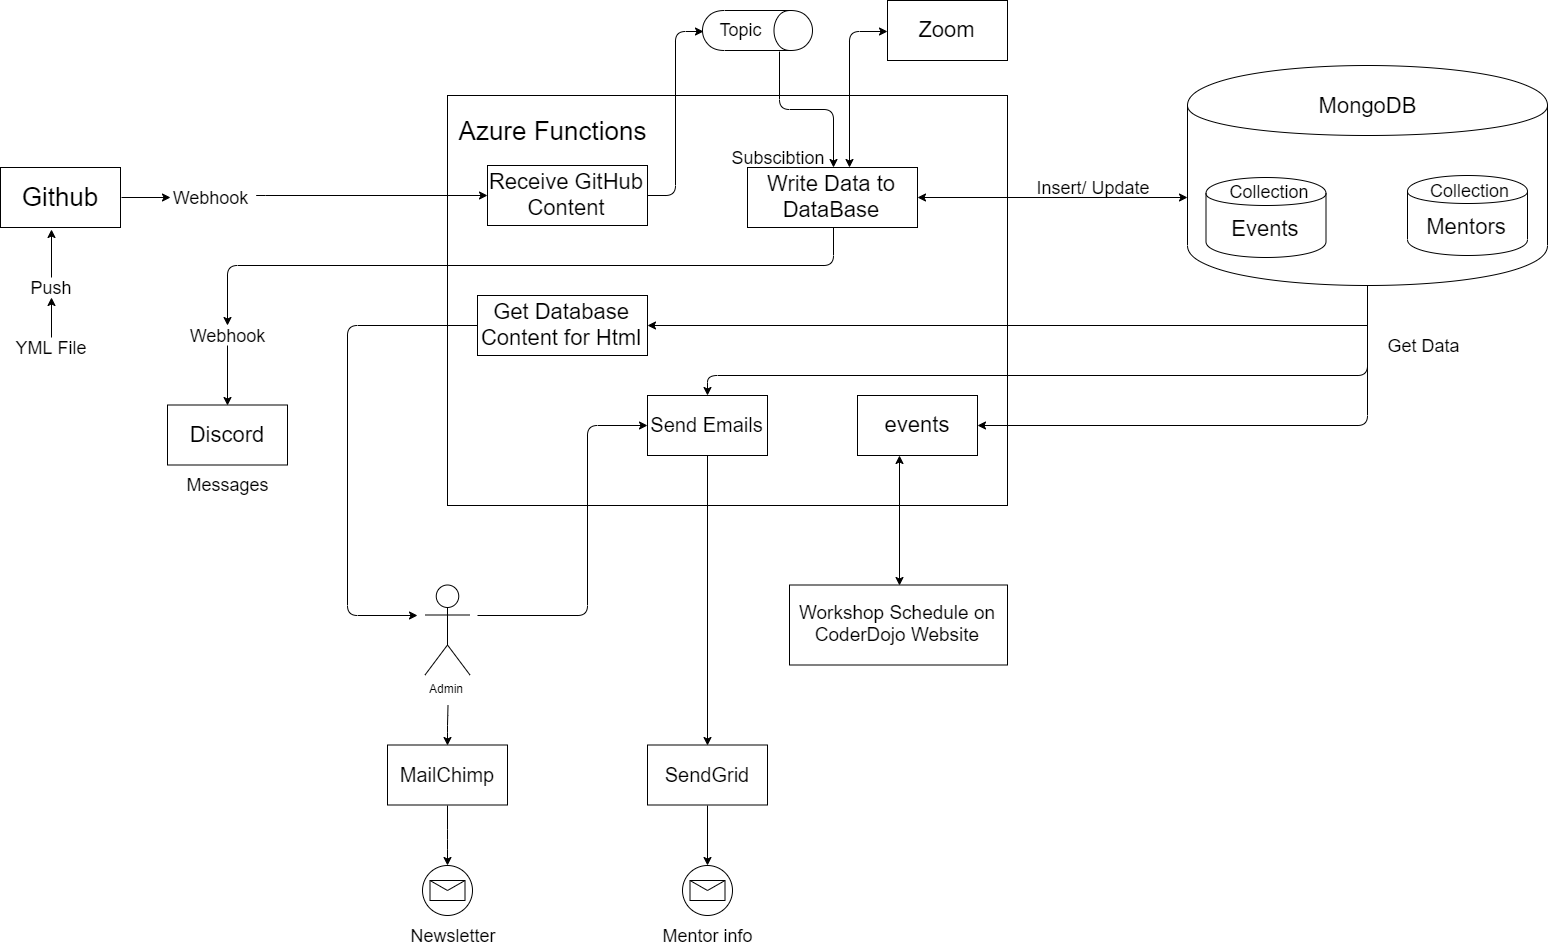 Topic
Zoom
MongoDB
Azure Functions
Subscibtion
Receive GitHub
Content
Write Data to
DataBase
Insert/ Update
Collection
Events
Collection
Mentors
Github
Webhook
Push
YML File
Webhook
Get Database
Content for Html
Get Data
Discord
Messages
Send Emails
events
Workshop Schedule on
CoderDojo Website
Admin
MailChimp
SendGrid
Newsletter
Mentor info